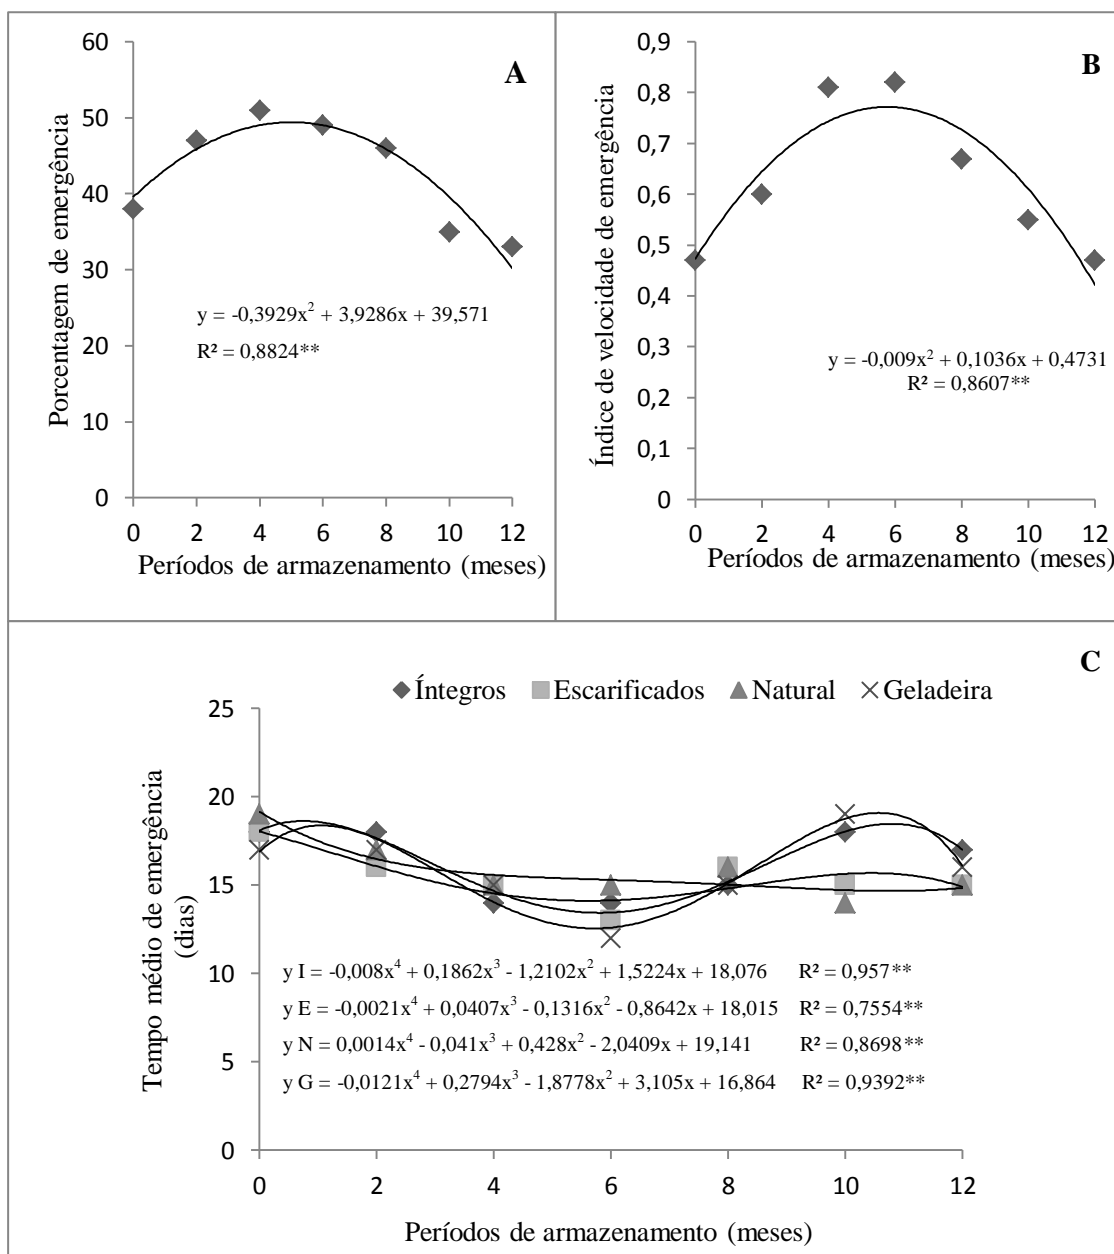 A
60
50
40
30
20
10
0
Porcentagem de emergência
y = -0,3929x² + 3,9286x + 39,571
R² = 0,8824**
0 2 4 6 8 10 12
Períodos de armazenamento (meses)
B
0,9
0,8
0,7
0,6
0,5
0,4
0,3
0,2
0,1
0
Índice de velocidade de emergência
y = -0,009x² + 0,1036x + 0,4731
R² = 0,8607**
0 2 4 6 8 10 12
Períodos de armazenamento (meses)
C
Íntegros Escarificados Natural Geladeira
25
20
15
10
5
0
Tempo médio de emergência
(dias)
y I = -0,008x⁴ + 0,1862x³ - 1,2102x² + 1,5224x + 18,076 R² = 0,957**
y E = -0,0021x⁴ + 0,0407x³ - 0,1316x² - 0,8642x + 18,015 R² = 0,7554**
y N = 0,0014x⁴ - 0,041x³ + 0,428x² - 2,0409x + 19,141 R² = 0,8698**
y G = -0,0121x⁴ + 0,2794x³ - 1,8778x² + 3,105x + 16,864 R² = 0,9392**
0 2 4 6 8 10 12
Períodos de armazenamento (meses)